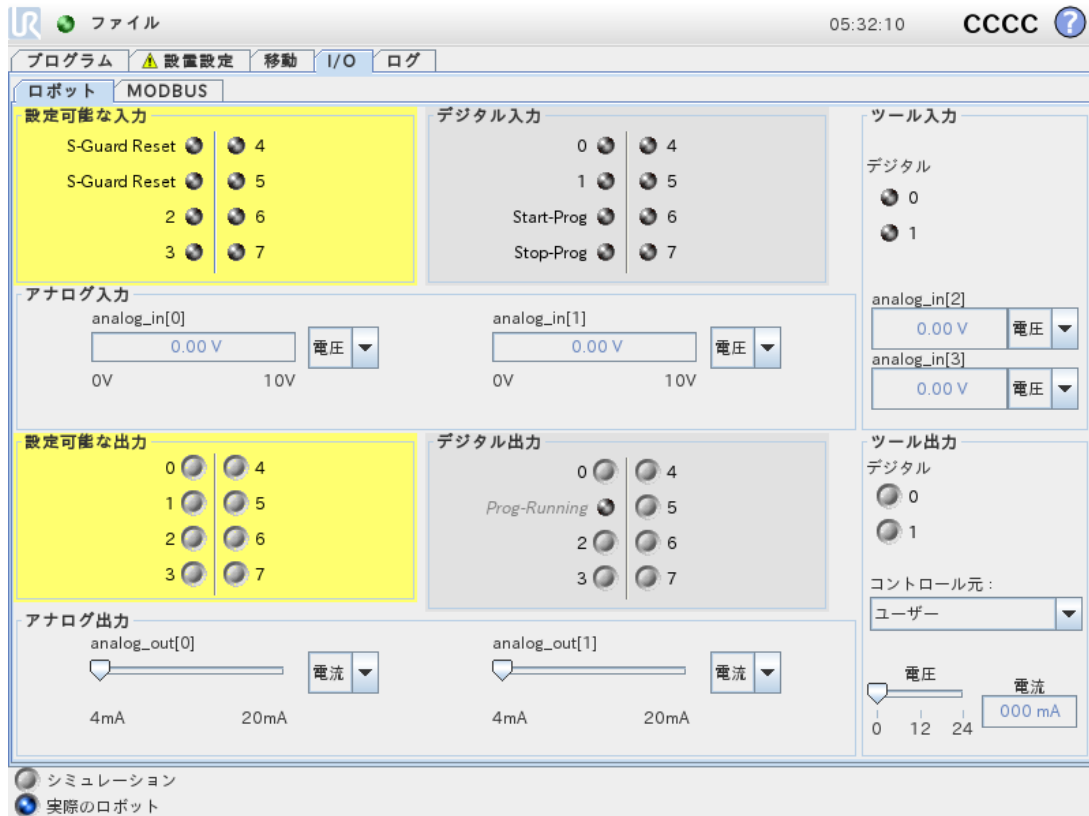 UR ファイル 05:32:10 CCCC ?
プログラム 設置設定 移動 I/O ログ
ロボット MODBUS
設定可能な入力
S-Guard Reset 4
S-Guard Reset 5
2 6
3 7
デジタル入力
0 4
1 5
Start-Prog 6
Stop-Prog 7
ツール入力
デジタル
0
1
アナログ入力
analog_in[0]
0.00 V 電圧
0V 10V
analog_in[1]
0.00 V 電圧
0V 10V
analog_in[2]
0.00 V 電圧
analog_in[3]
0.00 V 電圧
設定可能な出力
0 4
1 5
2 6
3 7
デジタル出力
0 4
Prog-Running 5
2 6
3 7
ツール出力
デジタル
0
1
コントロール元:
ユーザー
アナログ出力
analog_out[0]
電流
4mA 20mA
analog_out[1]
電流
4mA 20mA
電圧
0 12 24
電流
000 mA
シミュレーション
実際のロボット